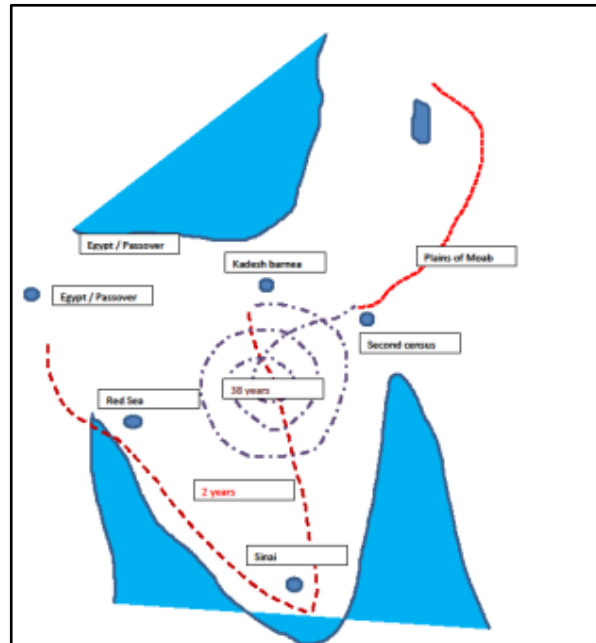 Egypt / Passover
Kadesh barnea
Plains of Moab
Egypt / Passover
Second census
38 years
Red Sea
2 years
Sinai